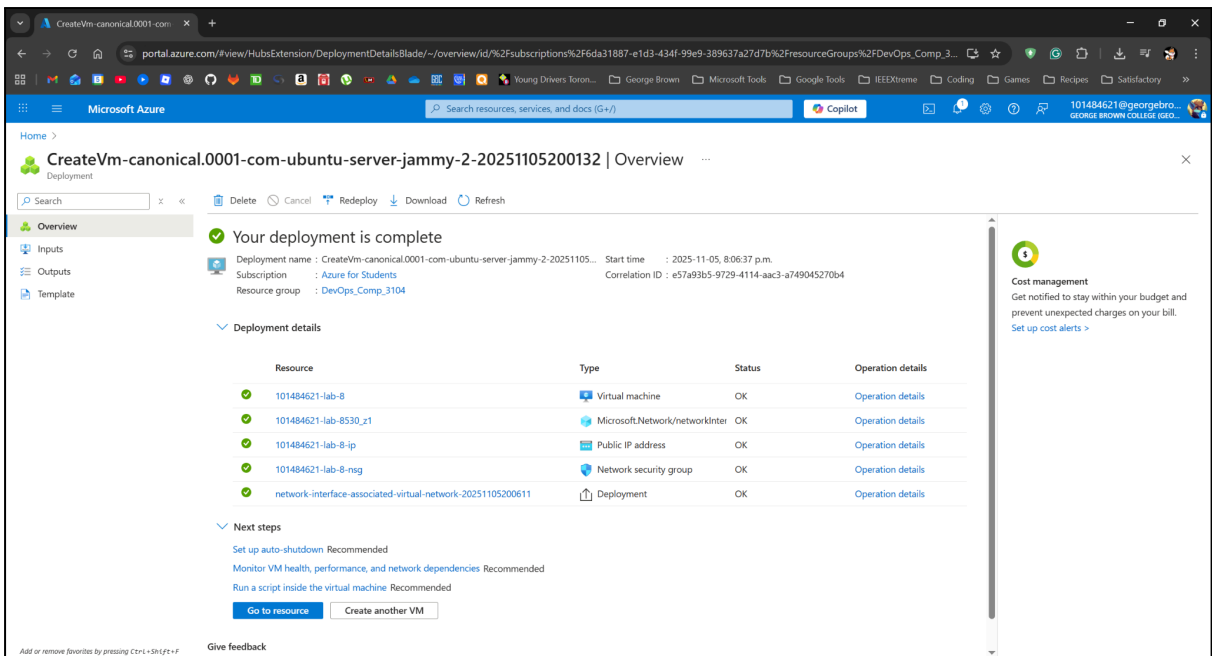 CreateVm-canonical.0001-com
portal.azure.com/#view/HubsExtension/DeploymentDetailsBlade/~/overview/id/%2Fsubscriptions%2F6da31887-e1d3-434f-99e9-389637a27d7b%2FresourceGroups%2FDevOps_Comp_3...
Young Drivers Toron... George Brown Microsoft Tools Google Tools IEEEXtreme Coding Games Recipes Satisfactory
Microsoft Azure Search resources, services, and docs (G+/) Copilot 1 101484621@georgebro...
GEORGE BROWN COLLEGE (GEO...
Home >
CreateVm-canonical.0001-com-ubuntu-server-jammy-2-20251105200132 | Overview ...
Deployment
Search Delete Cancel Redeploy Download Refresh
Overview
Inputs
Outputs
Template
Your deployment is complete
Deployment name : CreateVm-canonical.0001-com-ubuntu-server-jammy-2-20251105... Start time : 2025-11-05, 8:06:37 p.m.
Subscription : Azure for Students Correlation ID : e57a93b5-9729-4114-aac3-a749045270b4
Resource group : DevOps_Comp_3104
Deployment details
Resource Type Status Operation details
101484621-lab-8 Virtual machine OK Operation details
101484621-lab-8530_z1 Microsoft.Network/networkInter OK Operation details
101484621-lab-8-ip Public IP address OK Operation details
101484621-lab-8-nsg Network security group OK Operation details
network-interface-associated-virtual-network-20251105200611 Deployment OK Operation details
Next steps
Set up auto-shutdown Recommended
Monitor VM health, performance, and network dependencies Recommended
Run a script inside the virtual machine Recommended
Go to resource Create another VM
Give feedback
Cost management
Get notified to stay within your budget and
prevent unexpected charges on your bill.
Set up cost alerts >
Add or remove favorites by pressing Ctrl+Shift+F